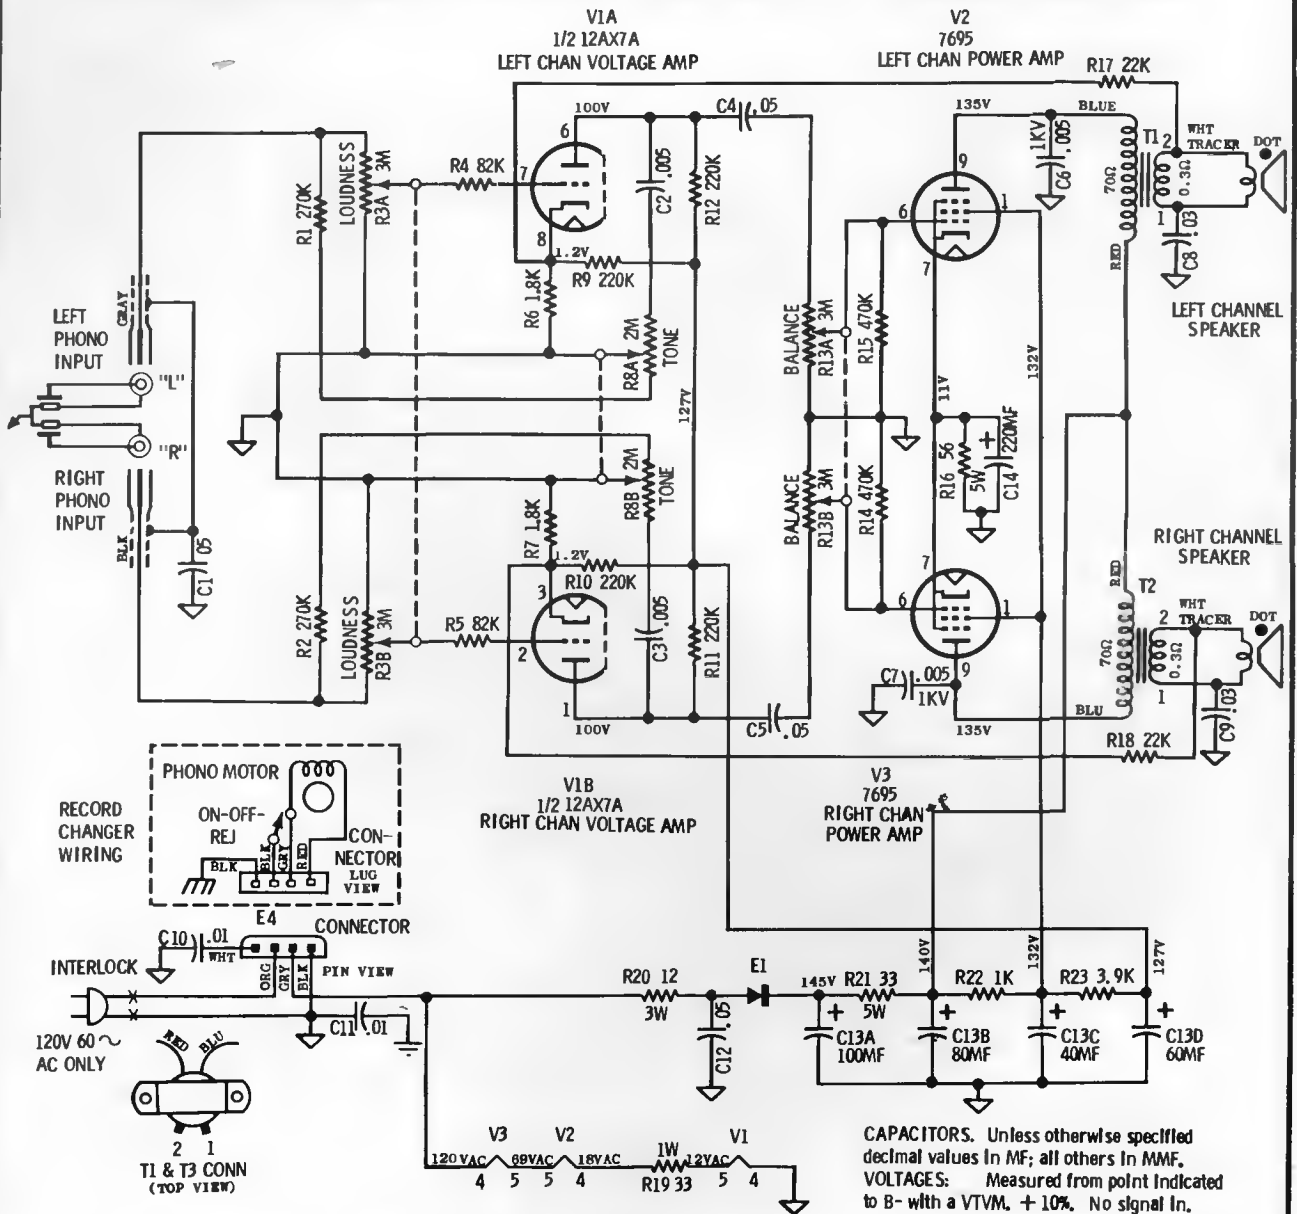 V1A
1/2 12AX7A
LEFT CHAN VOLTAGE AMP
V2
7695
LEFT CHAN POWER AMP
R17 22K
100V
C4 .05
135V
1KV
.005
C6
BLUE
T1
2
WHT
TRACER
DOT
6
7
8
R4 82K
LOUDNESS
R3A 3M
R1 270K
C2 .005
R12 220K
9
6
1
7
70Ω
0.3Ω
1
RED
C8 .03
1.2V
R9 220K
R6 1.8K
R8A 2M
TONE
127V
BALANCE
R13A 3M
R15 470K
11V
132V
LEFT CHANNEL
SPEAKER
GRAY
LEFT
PHONO
INPUT
"L"
"R"
RIGHT
PHONO
INPUT
BLK
C1 .05
R2 270K
LOUDNESS
R3B 3M
R7 1.8K
R8B 2M
TONE
1.2V
R10 220K
3
2
1
R5 82K
C3 .005
R11 220K
100V
C5 .05
BALANCE
R13B 3M
R14 470K
R16 56
5W
C14 220MF
+
7
6
1
9
C7 .005
1KV
135V
BLU
RIGHT CHANNEL
SPEAKER
RED
T2
70Ω
0.3Ω
2
WHT
TRACER
DOT
1
C9 .03
R18 22K
V1B
1/2 12AX7A
RIGHT CHAN VOLTAGE AMP
V3
7695
RIGHT CHAN
POWER AMP
RECORD
CHANGER
WIRING
PHONO MOTOR
ON-OFF-
REJ
BLK
BLK
GRY
RED
CON-
NECTOR
LUG
VIEW
E4
CONNECTOR
C10 .01
WHT
ORG
GRY
BLK
PIN VIEW
INTERLOCK
120V 60~
AC ONLY
C11 .01
RED
BLU
2 1
T1 & T3 CONN
(TOP VIEW)
R20 12
3W
C12 .05
E1
145V
R21 33
5W
140V
R22 1K
132V
R23 3.9K
127V
+
C13A
100MF
+
C13B
80MF
+
C13C
40MF
+
C13D
60MF
120VAC
V3
4 5
69VAC
V2
5 4
18VAC
1W
R19 33
12VAC
V1
5 4
CAPACITORS. Unless otherwise specified
decimal values in MF; all others in MMF.
VOLTAGES: Measured from point indicated
to B- with a VTVM. + 10%. No signal in.